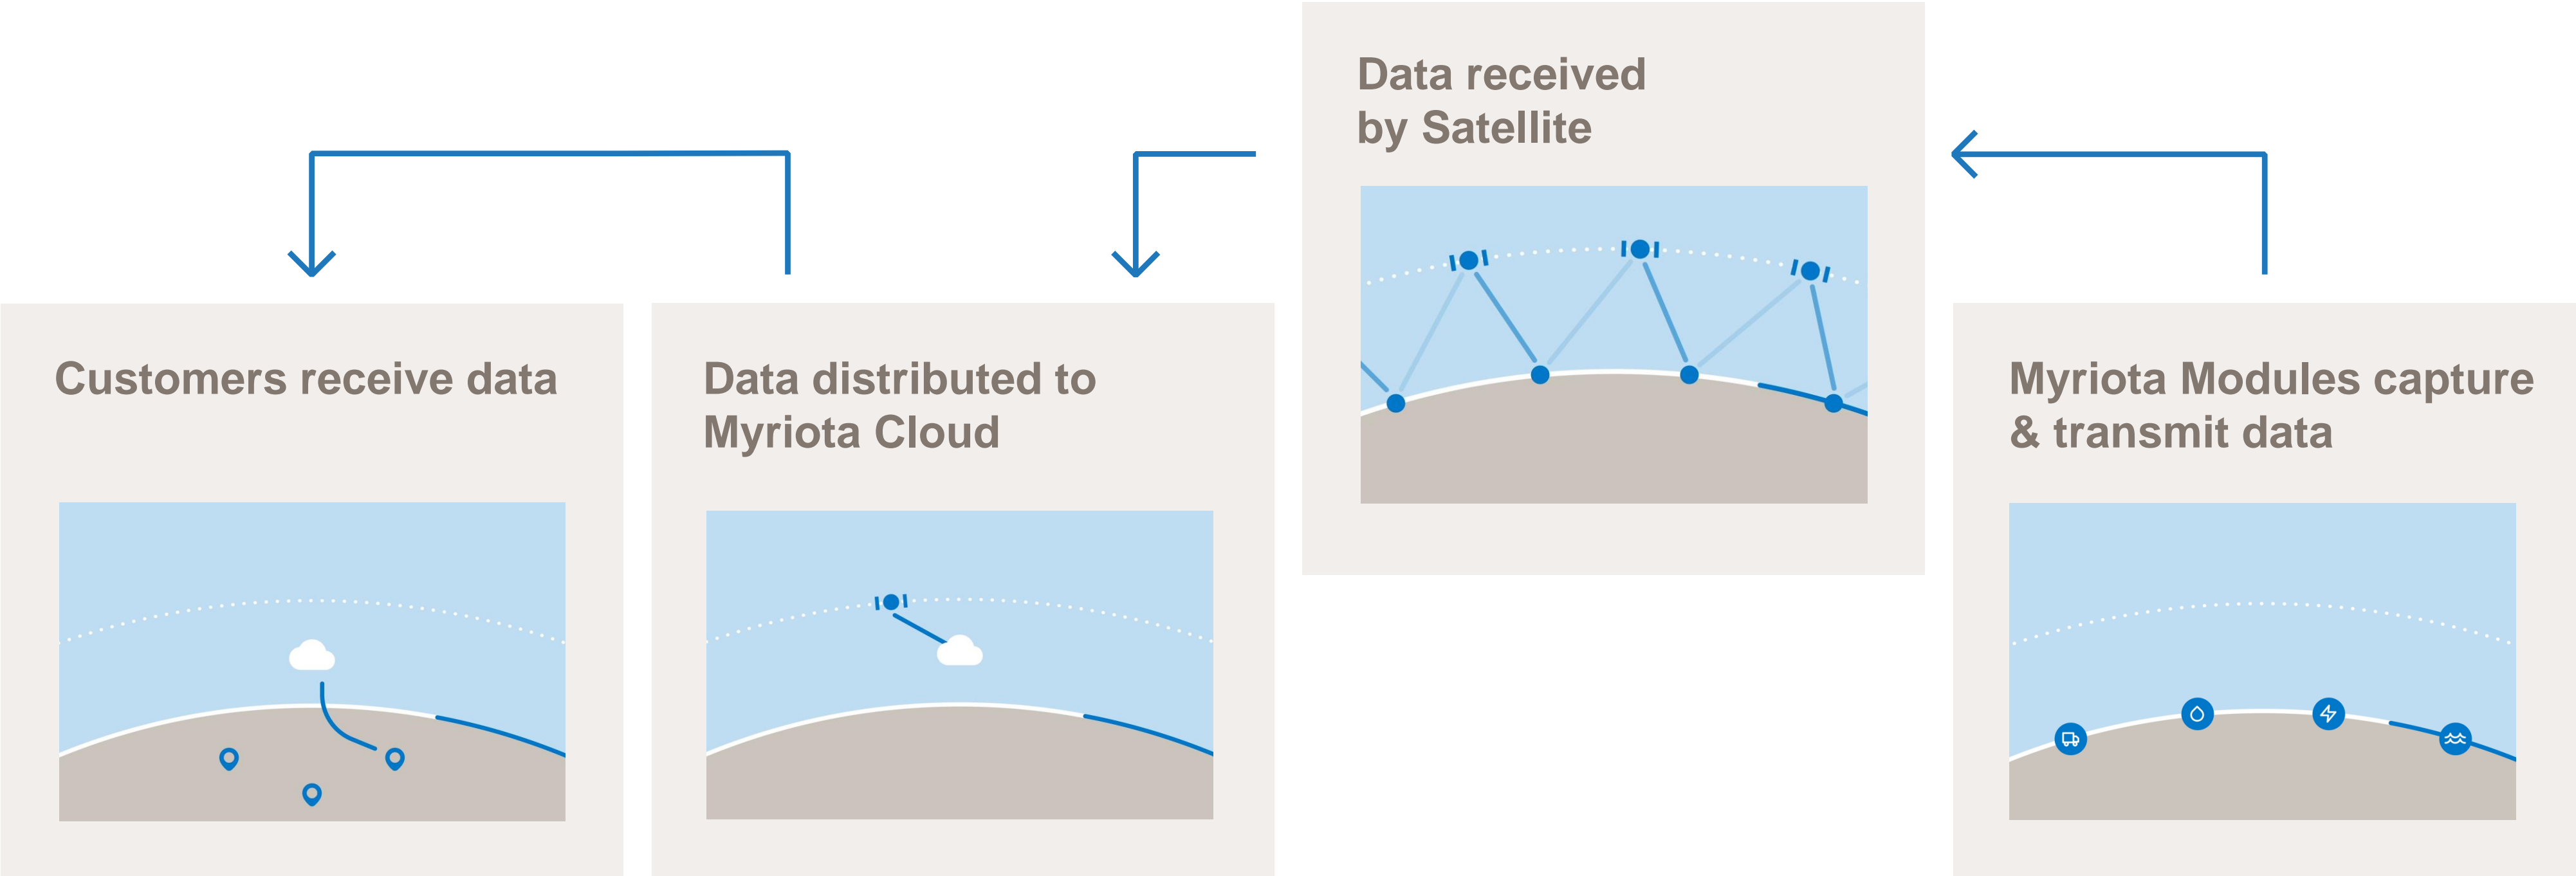 Data received
by Satellite
Customers receive data
Data distributed to
Myriota Cloud
Myriota Modules capture
& transmit data